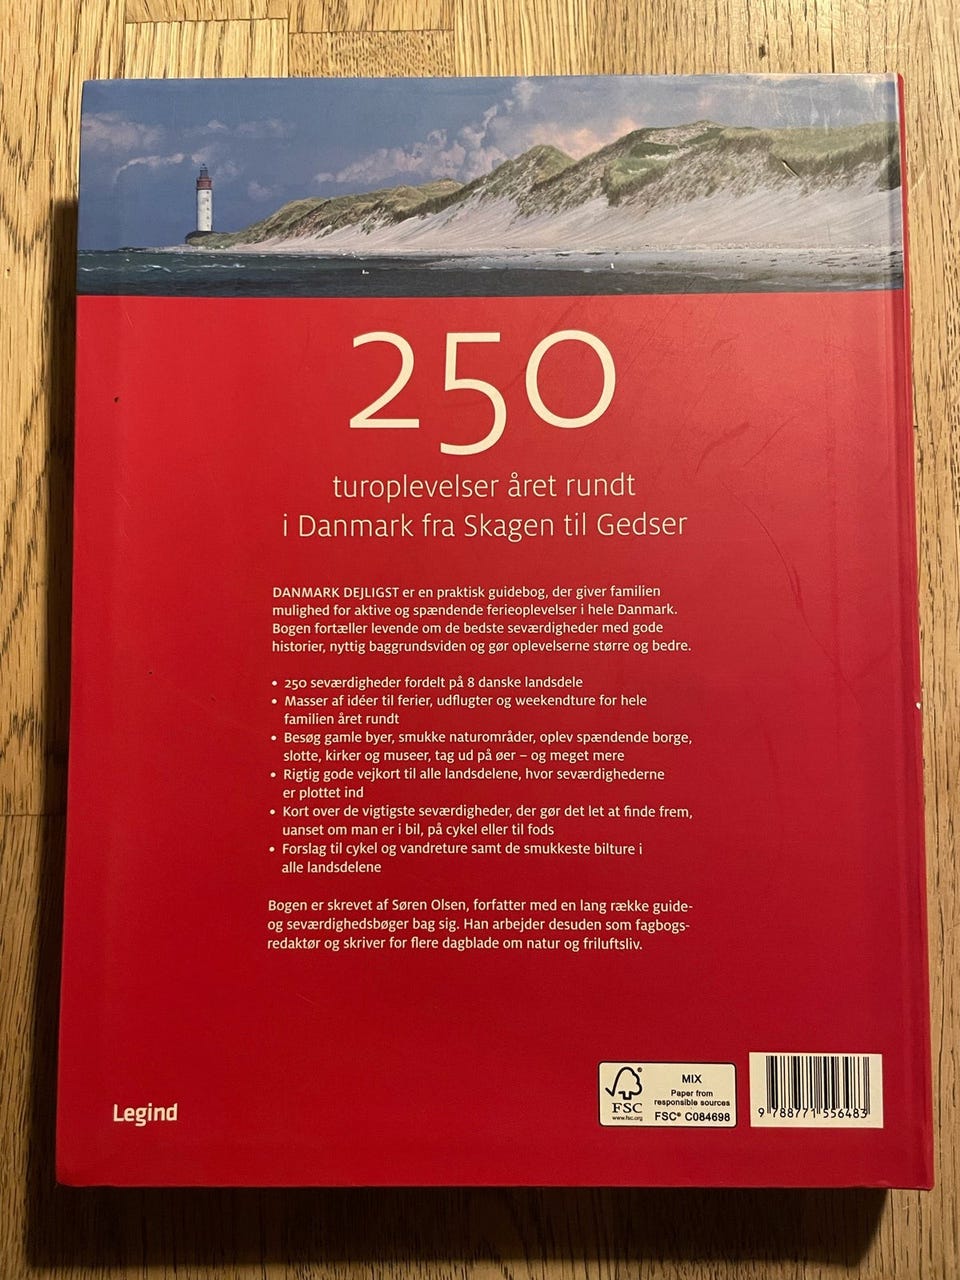 250
turoplevelser året rundt
i Danmark fra Skagen til Gedser
DANMARK DEJLIGST er en praktisk guidebog, der giver familien
mulighed for aktive og spændende ferieoplevelser i hele Danmark.
Bogen fortæller levende om de bedste seværdigheder med gode
historier, nyttig baggrundsviden og gør oplevelserne større og bedre.
• 250 seværdigheder fordelt på 8 danske landsdele
• Masser af idéer til ferier, udflugter og weekendture for hele
familien året rundt
• Besøg gamle byer, smukke naturområder, oplev spændende borge,
slotte, kirker og museer, tag ud på øer – og meget mere
• Rigtig gode vejkort til alle landsdelene, hvor seværdighederne
er plottet ind
• Kort over de vigtigste seværdigheder, der gør det let at finde frem,
uanset om man er i bil, på cykel eller til fods
• Forslag til cykel og vandreture samt de smukkeste bilture i
alle landsdelene
Bogen er skrevet af Søren Olsen, forfatter med en lang række guide-
og seværdighedsbøger bag sig. Han arbejder desuden som fagbogs-
redaktør og skriver for flere dagblade om natur og friluftsliv.
Legind
FSC
www.fsc.org
MIX
Paper from
responsible sources
FSC® C084698
9 788771 556483